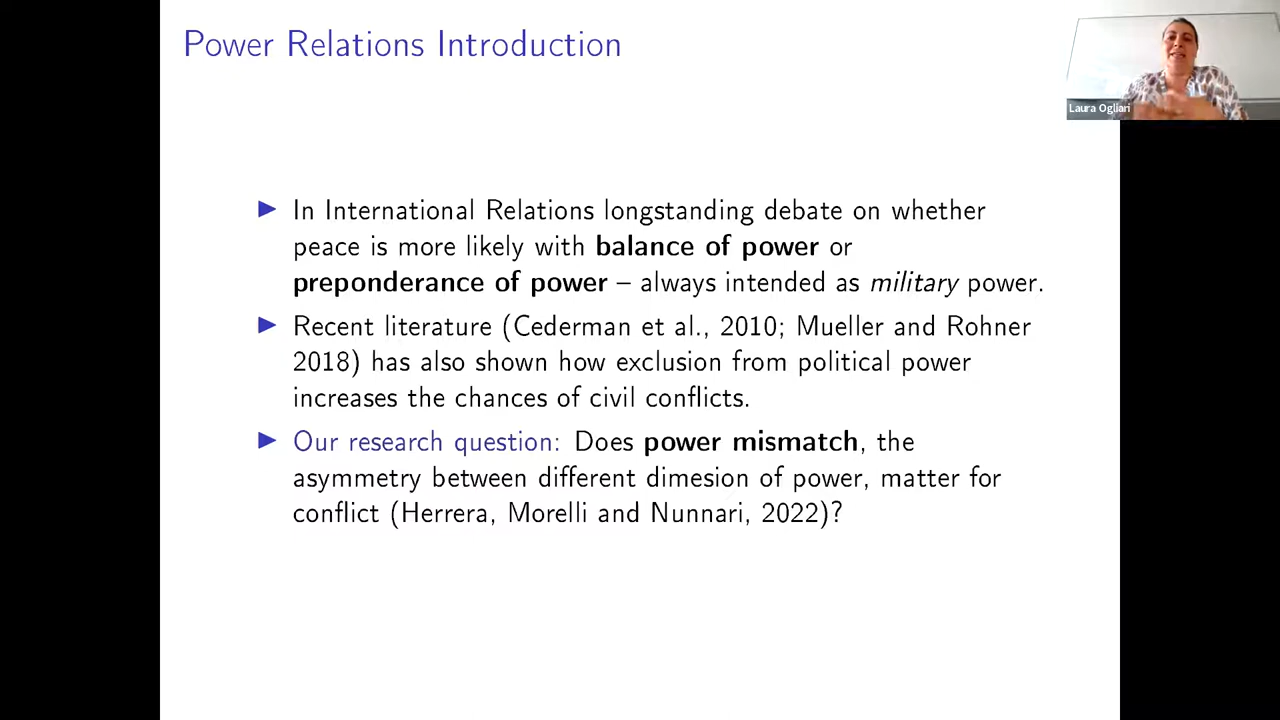 Power Relations Introduction
Laura Ogliari
▶ In International Relations longstanding debate on whether
peace is more likely with balance of power or
preponderance of power – always intended as military power.
▶ Recent literature (Cederman et al., 2010; Mueller and Rohner
2018) has also shown how exclusion from political power
increases the chances of civil conflicts.
▶ Our research question: Does power mismatch, the
asymmetry between different dimesion of power, matter for
conflict (Herrera, Morelli and Nunnari, 2022)?